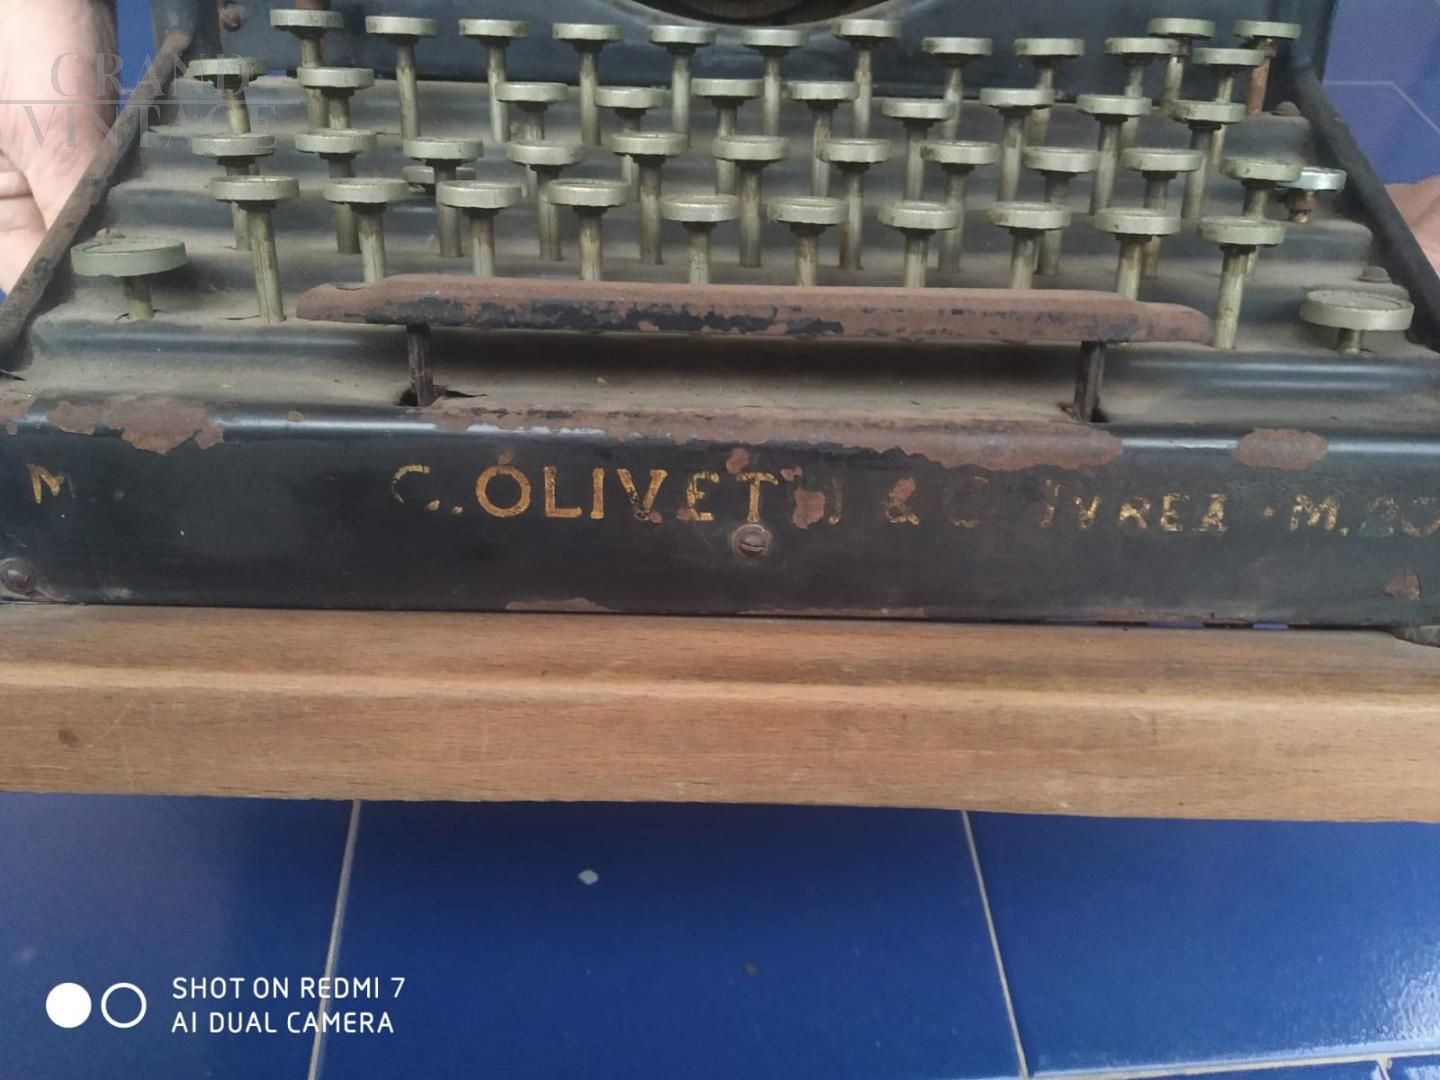 GRAND
VINTAGE
M. C. OLIVETTI & C. IVREA · M.20
SHOT ON REDMI 7
AI DUAL CAMERA